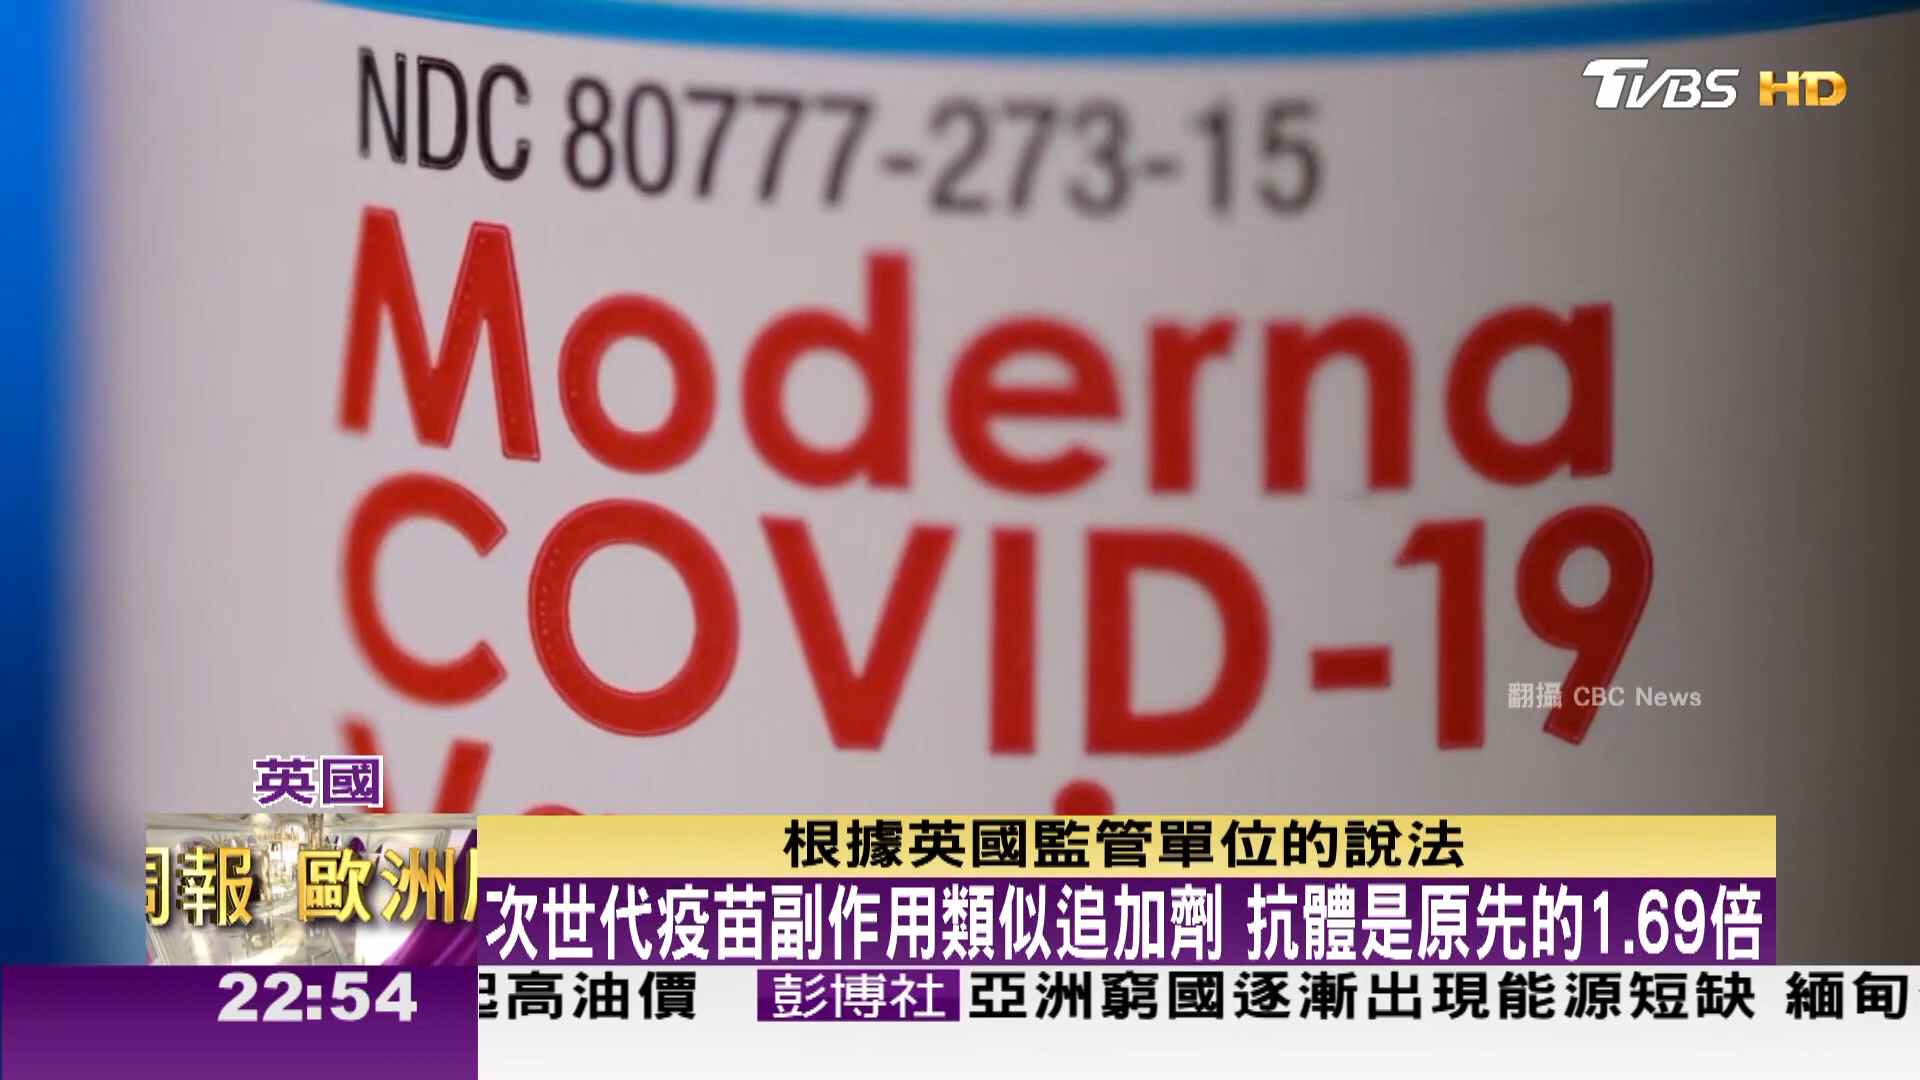 TVBS HD
NDC 80777-273-15
Moderna
COVID-19
翻攝 CBC News
英國
根據英國監管單位的說法
周報 歐洲
次世代疫苗副作用類似追加劑 抗體是原先的1.69倍
22:54
高油價 彭博社 亞洲窮國逐漸出現能源短缺 緬甸